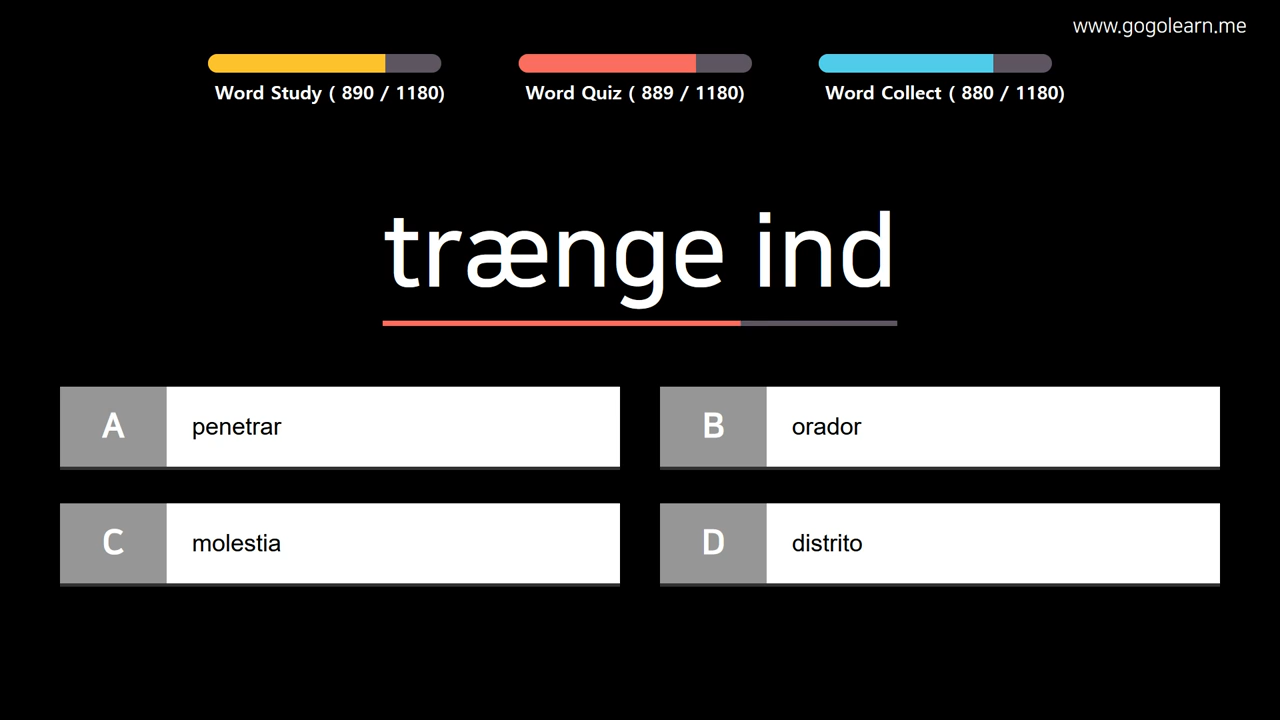 www.gogolearn.me
Word Study ( 890 / 1180)
Word Quiz ( 889 / 1180)
Word Collect ( 880 / 1180)
trænge ind
A
penetrar
B
orador
C
molestia
D
distrito